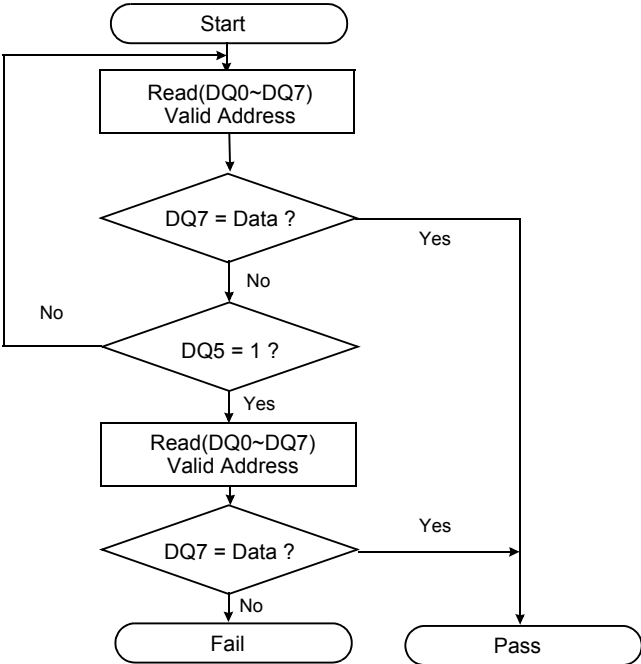 Start
Read(DQ0~DQ7)
Valid Address
DQ7 = Data ?
Yes
No
No
DQ5 = 1 ?
Yes
Read(DQ0~DQ7)
Valid Address
DQ7 = Data ?
Yes
No
Fail
Pass